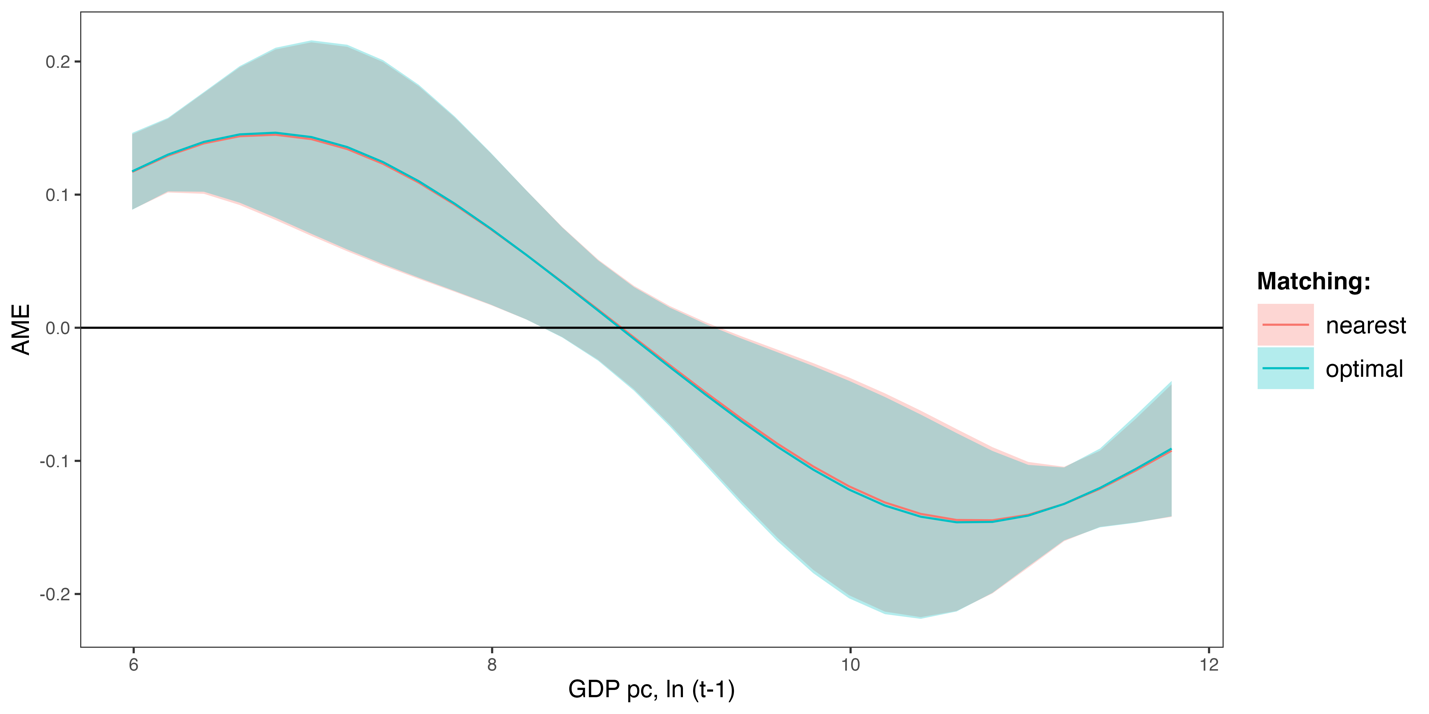 0.2
0.1
0.0
-0.1
-0.2
AME
6
8
10
12
GDP pc, ln (t-1)
Matching:
nearest
optimal